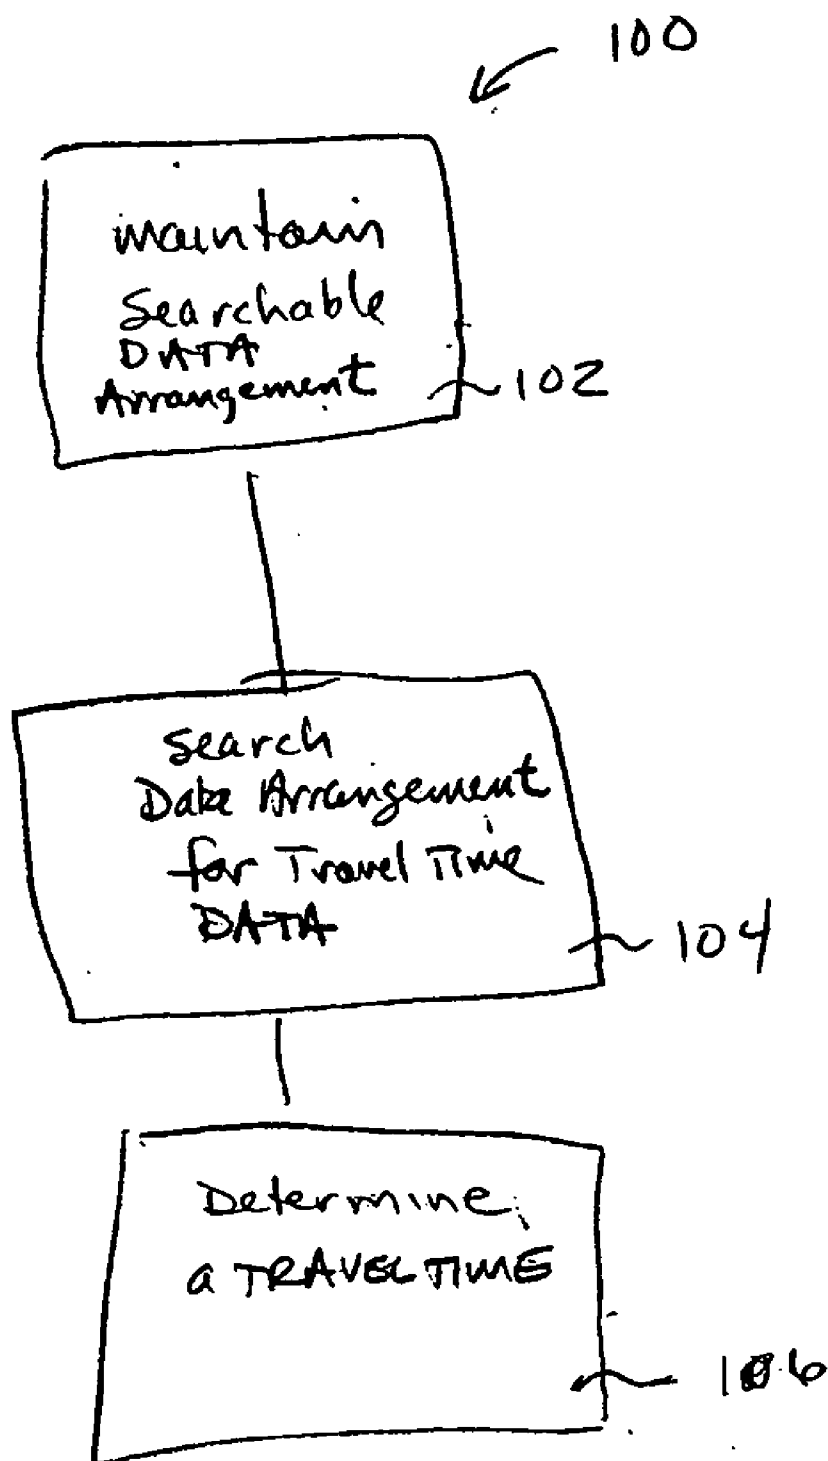 100
maintain
Searchable
DATA
Arrangement
102
Search
Data Arrangement
for Travel Time
DATA
104
Determine
a TRAVEL TIME
106